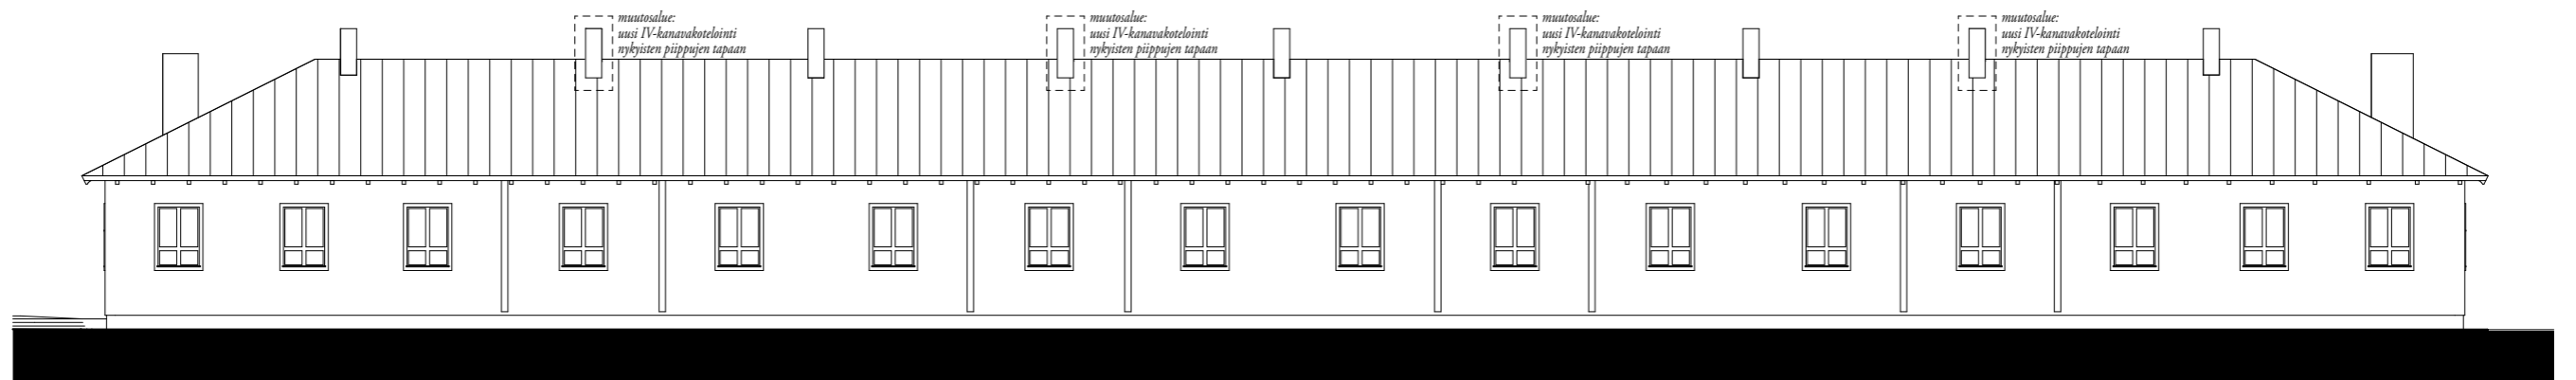 muutosalue:
uusi IV-kanavakotelointi
nykyisten piippujen tapaan
muutosalue:
uusi IV-kanavakotelointi
nykyisten piippujen tapaan
muutosalue:
uusi IV-kanavakotelointi
nykyisten piippujen tapaan
muutosalue:
uusi IV-kanavakotelointi
nykyisten piippujen tapaan